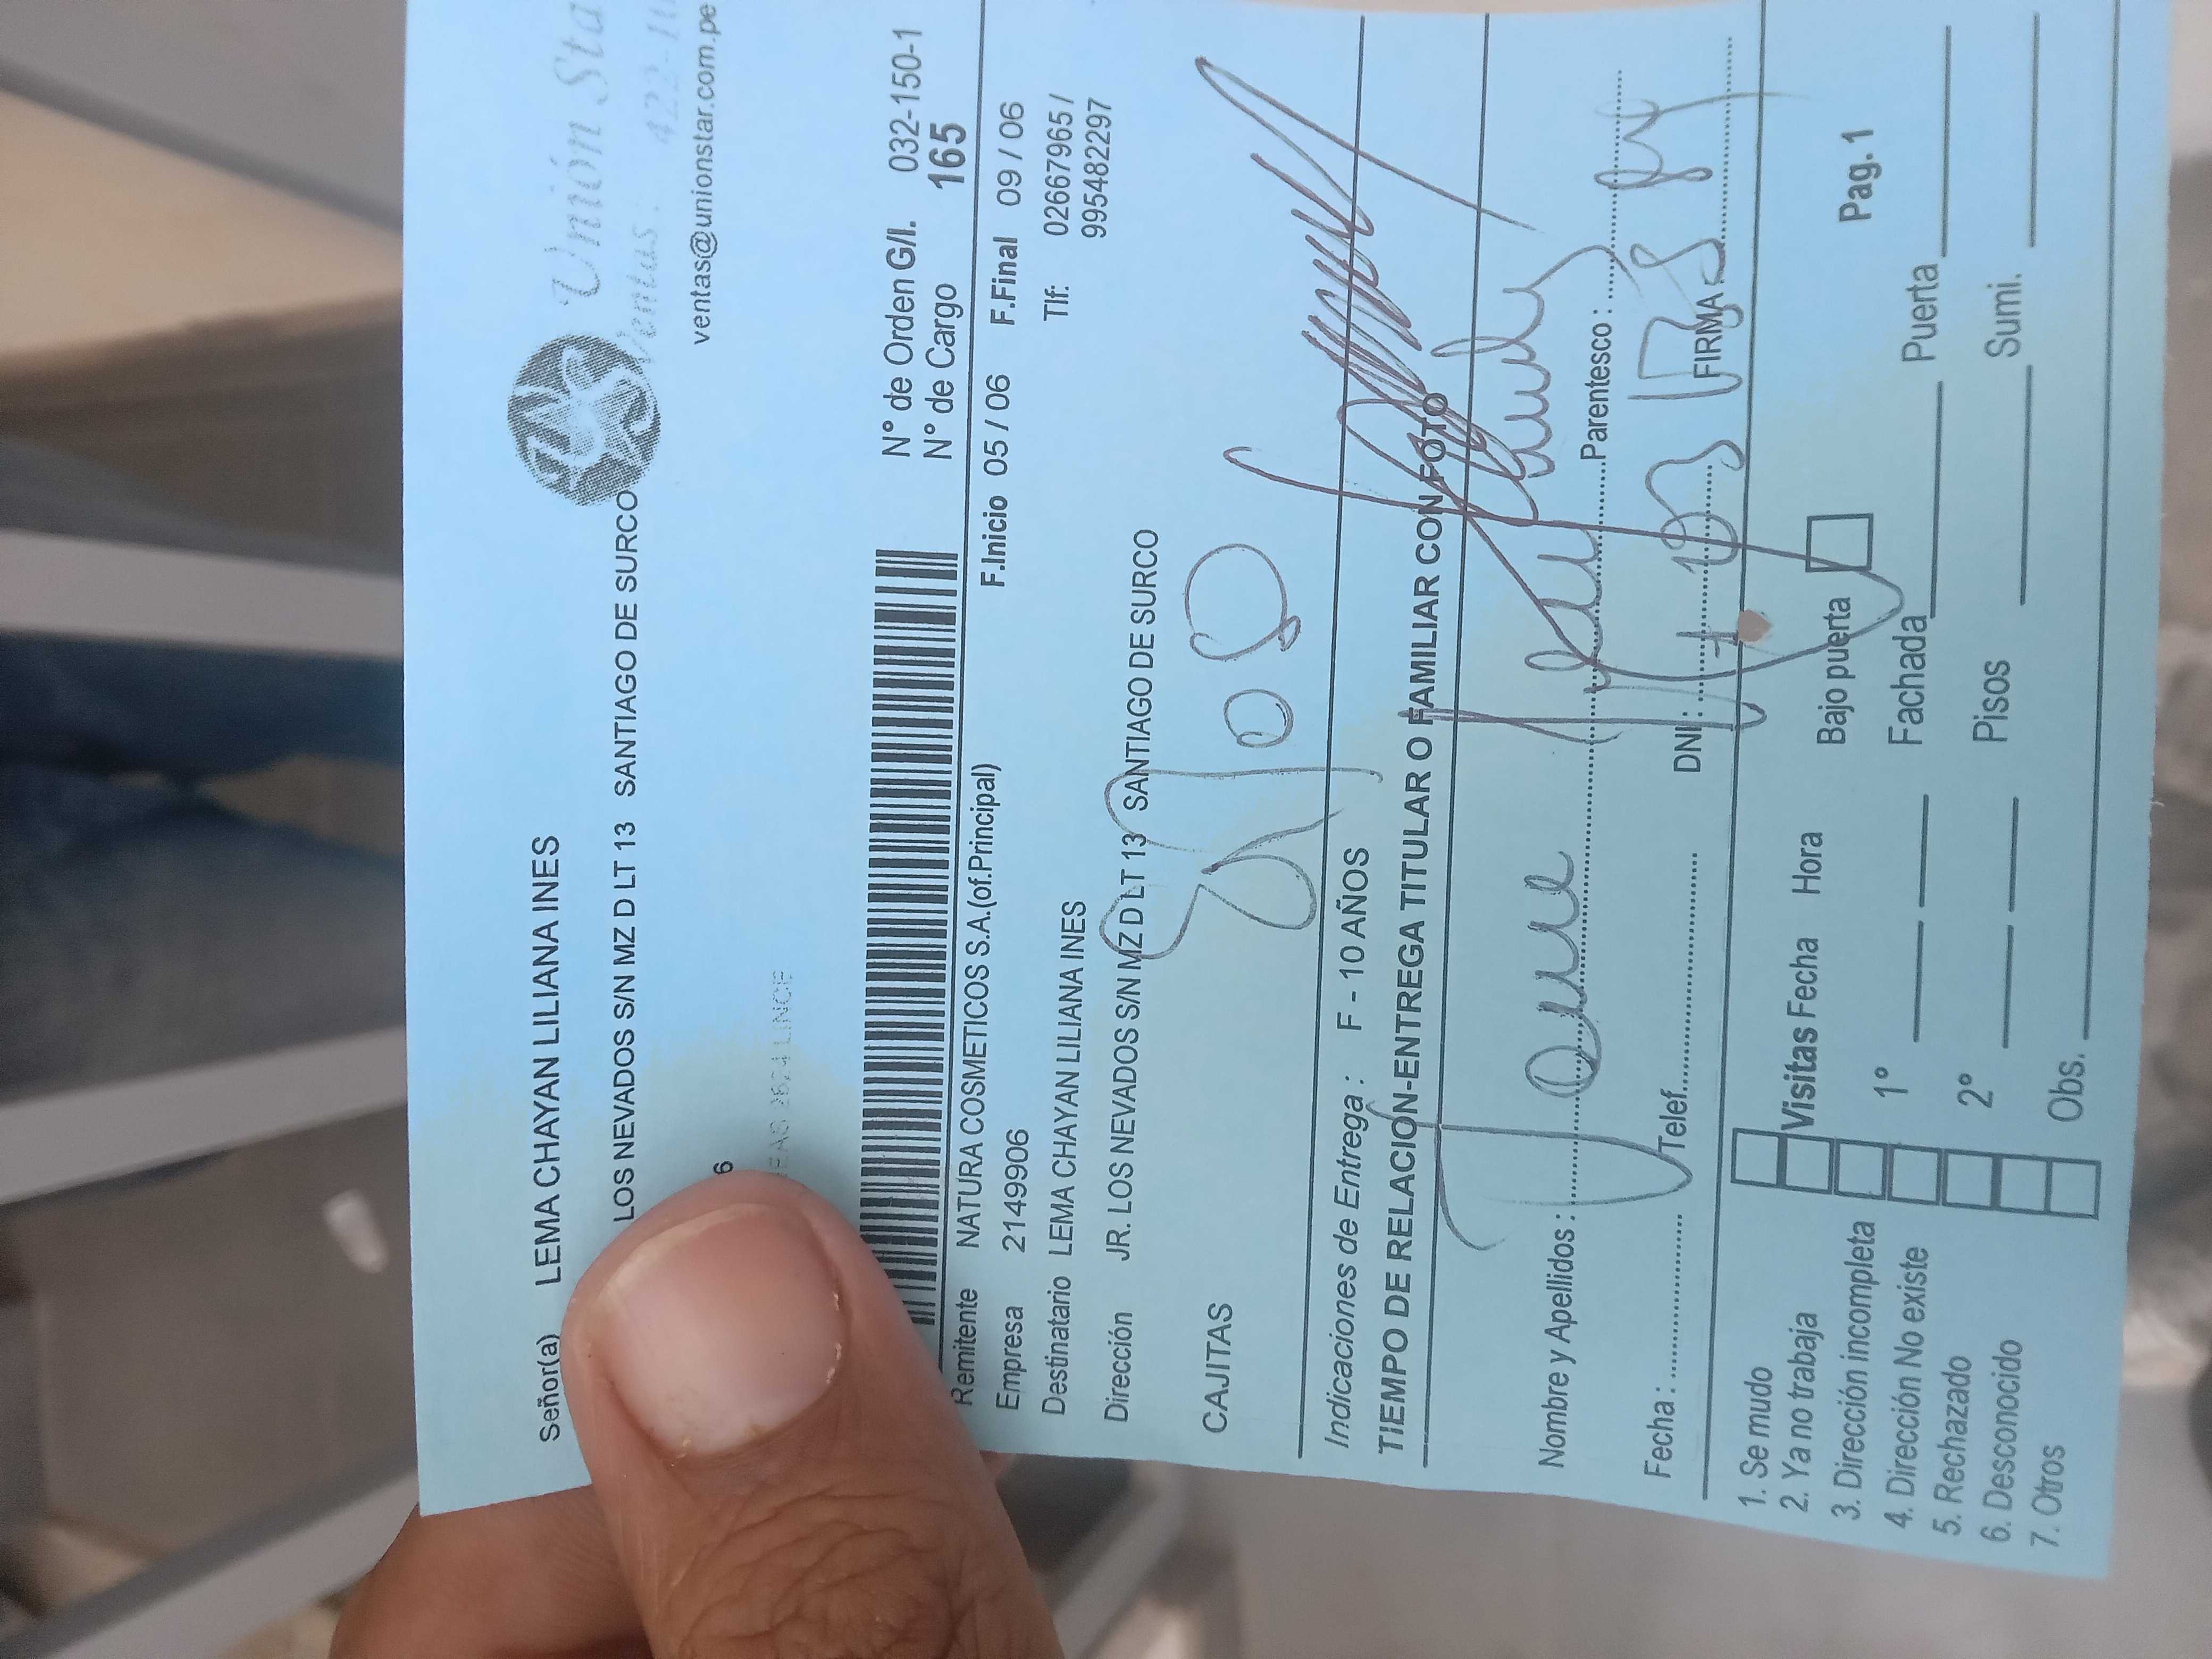 Unión Sta
Ventas: 422-
ventas@unionstar.com.pe
Señor(a) LEMA CHAYAN LILIANA INES
LOS NEVADOS S/N MZ D LT 13 SANTIAGO DE SURCO
6
LINCE
N° de Orden G/I. 032-150-1
N° de Cargo 165
Remitente NATURA COSMETICOS S.A.(of.Principal)
F.Inicio 05 / 06 F.Final 09 / 06
Empresa 2149906
Destinatario LEMA CHAYAN LILIANA INES
Tlf: 026679651 /
995482297
Dirección JR. LOS NEVADOS S/N MZ D LT 13 SANTIAGO DE SURCO
CAJITAS
Indicaciones de Entrega : F - 10 AÑOS
TIEMPO DE RELACIÓN-ENTREGA TITULAR O FAMILIAR CON FOTO
Nombre y Apellidos : Parentesco :
Fecha : Telef. DNI : FIRMA
1. Se mudo
2. Ya no trabaja
3. Dirección incompleta
4. Dirección No existe
5. Rechazado
6. Desconocido
7. Otros
Visitas Fecha Hora
1°
2°
Obs.
Bajo puerta
Pag. 1
Fachada Puerta
Pisos Sumi.